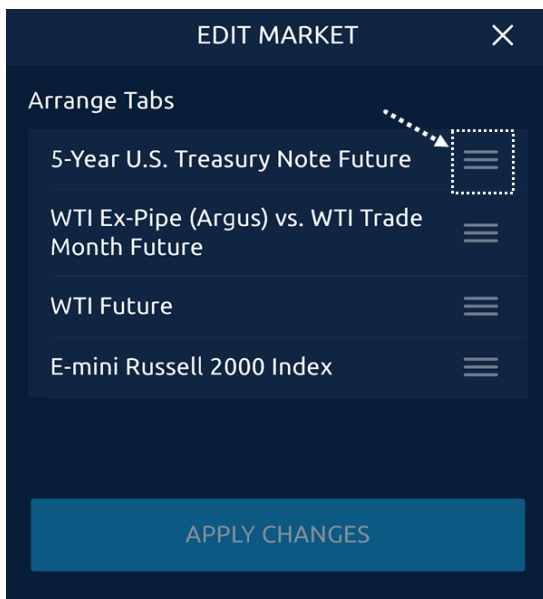 EDIT MARKET
Arrange Tabs
5-Year U.S. Treasury Note Future
WTI Ex-Pipe (Argus) vs. WTI Trade
Month Future
WTI Future
E-mini Russell 2000 Index
APPLY CHANGES